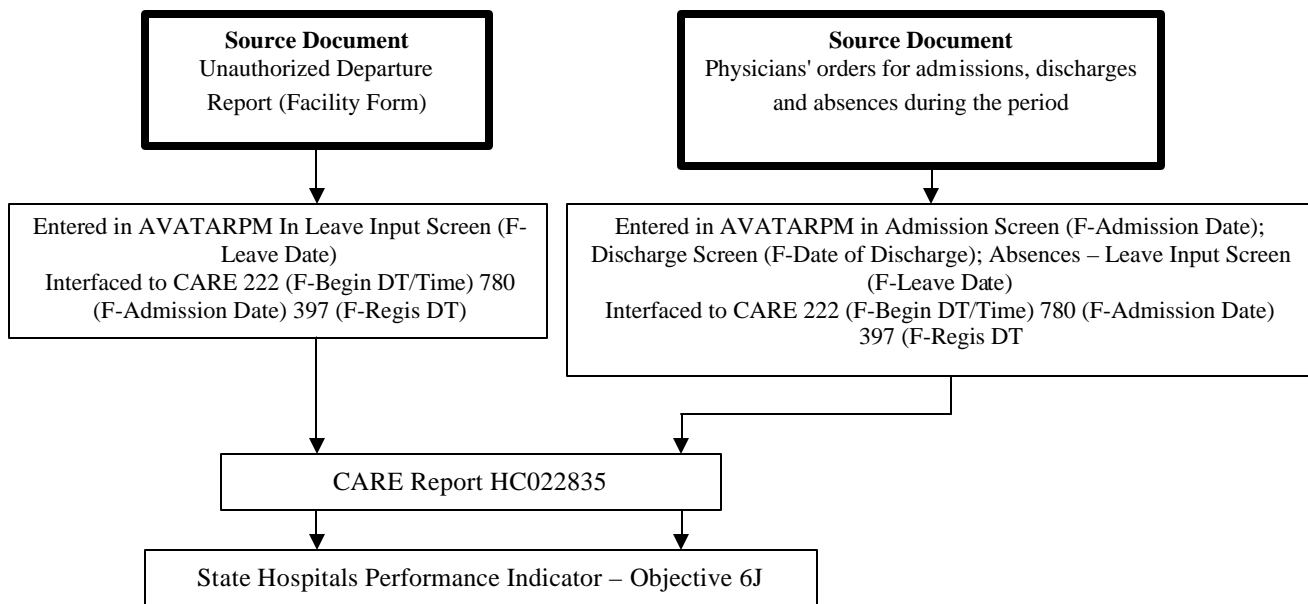 Source Document
Unauthorized Departure
Report (Facility Form)
Source Document
Physicians' orders for admissions, discharges
and absences during the period
Entered in AVATARPM In Leave Input Screen (F-
Leave Date)
Interfaced to CARE 222 (F-Begin DT/Time) 780
(F-Admission Date) 397 (F-Regis DT)
Entered in AVATARPM in Admission Screen (F-Admission Date);
Discharge Screen (F-Date of Discharge); Absences – Leave Input Screen
(F-Leave Date)
Interfaced to CARE 222 (F-Begin DT/Time) 780 (F-Admission Date)
397 (F-Regis DT
CARE Report HC022835
State Hospitals Performance Indicator – Objective 6J